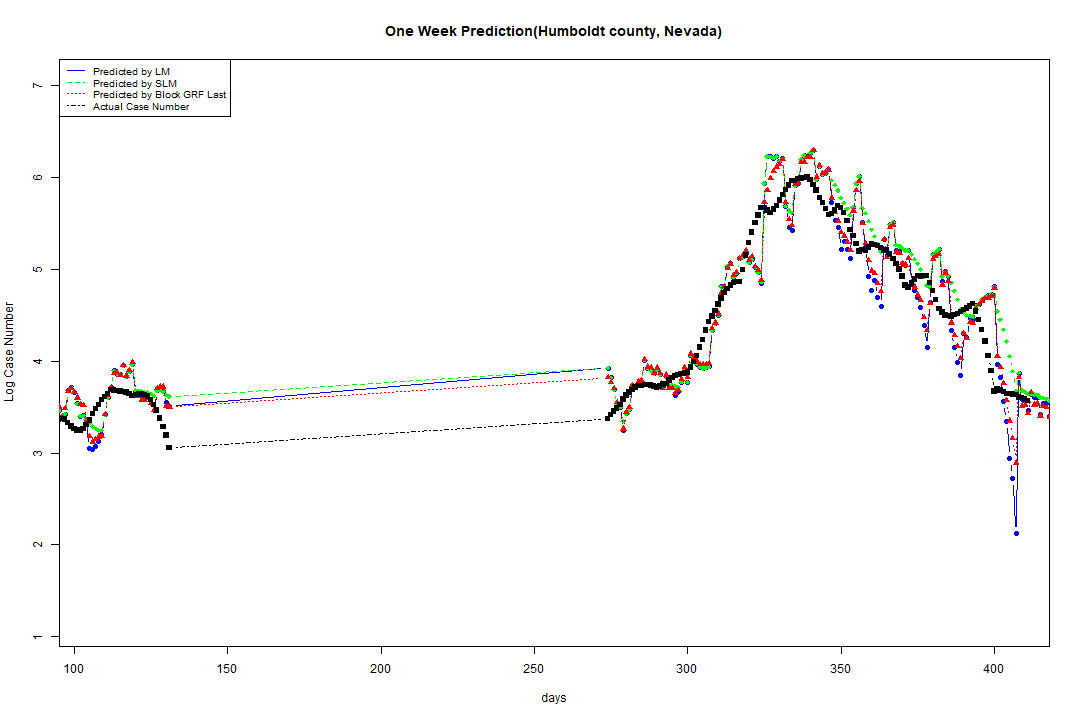 One Week Prediction(Humboldt county, Nevada)
Predicted by LM
Predicted by SLM
Predicted by Block GRF Last
Actual Case Number
7
6
5
4
3
2
1
Log Case Number
100 150 200 250 300 350 400
days